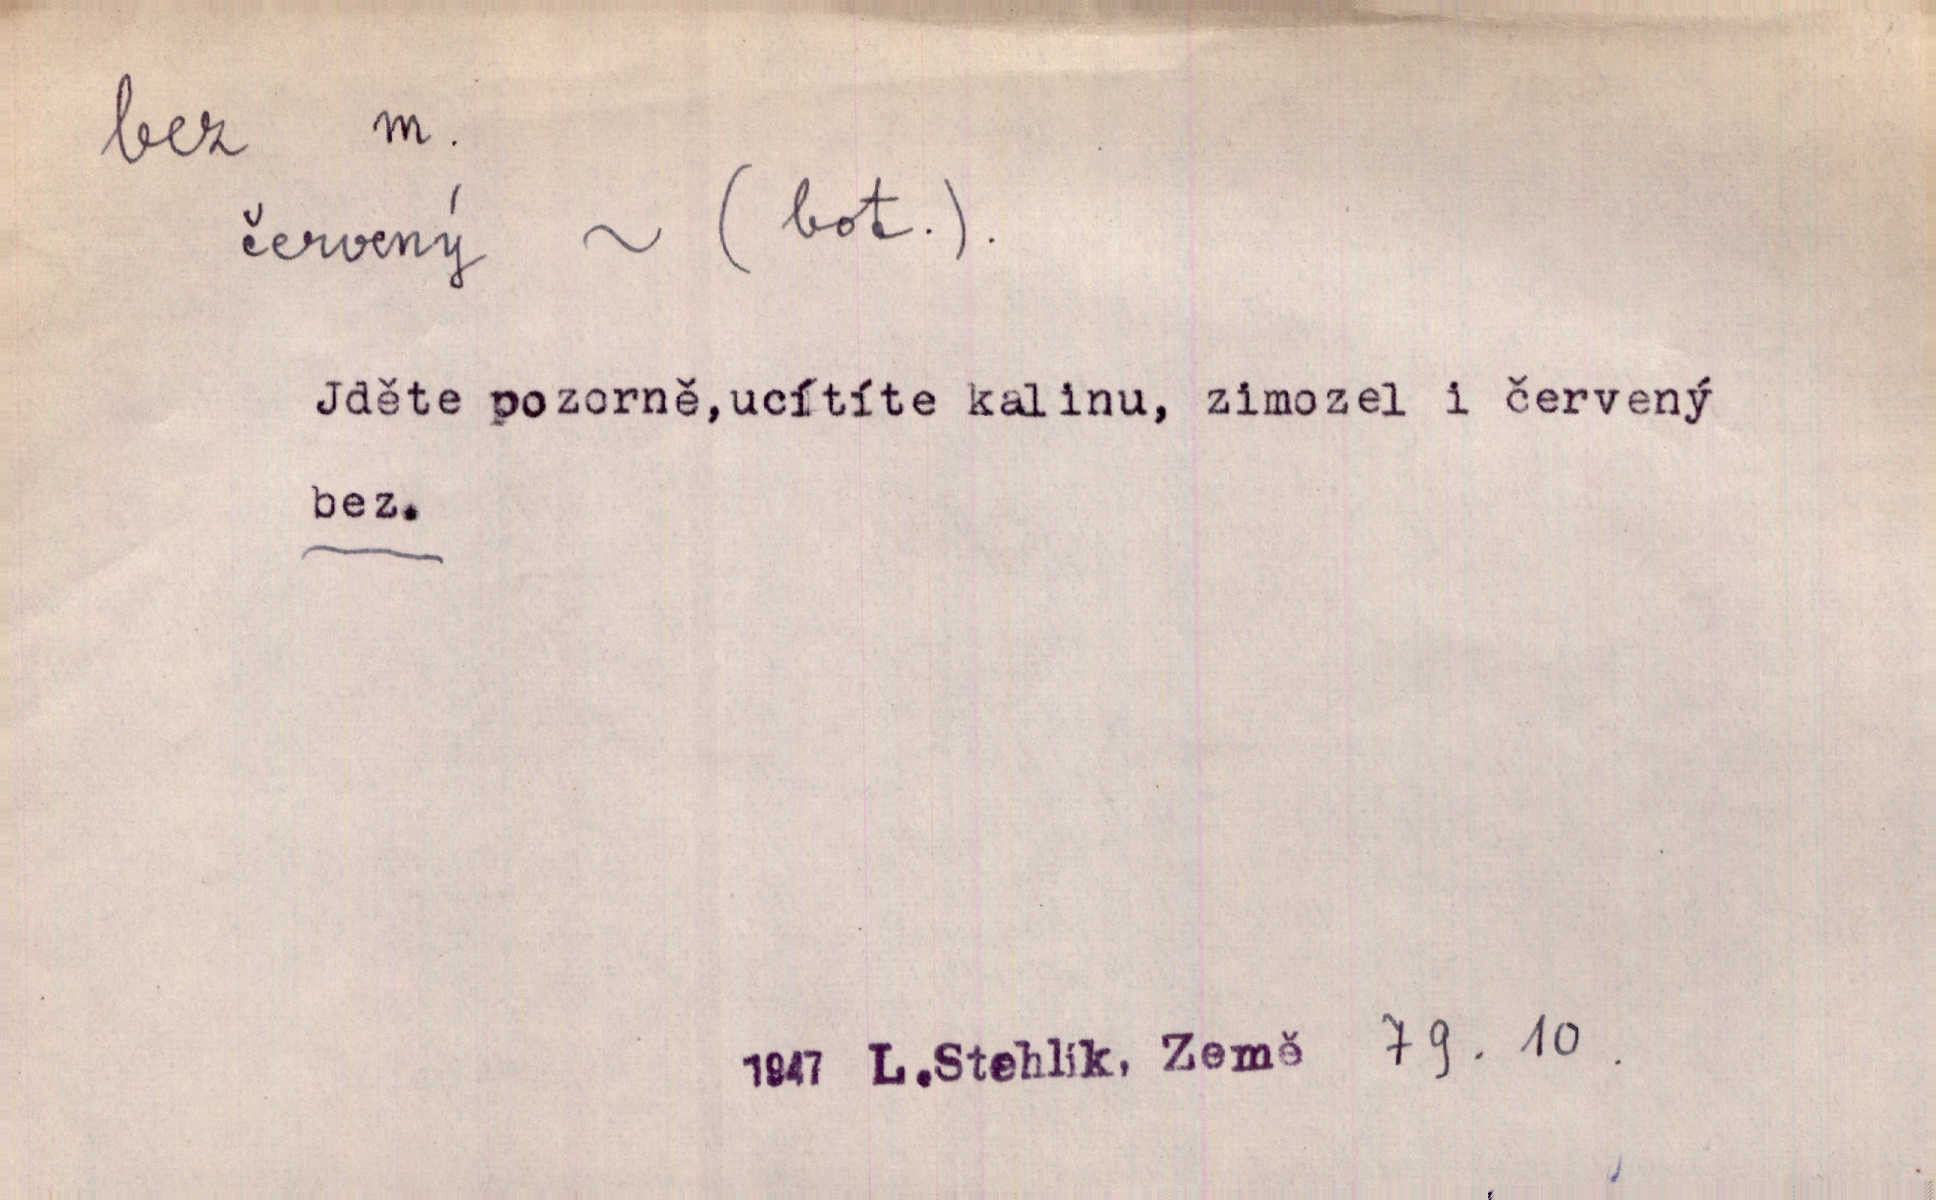 bez m.
červený ~ (bot.).
Jděte pozorně,ucítíte kalinu, zimozel i červený
bez.
1947 L.Stehlík, Země 79. 10.